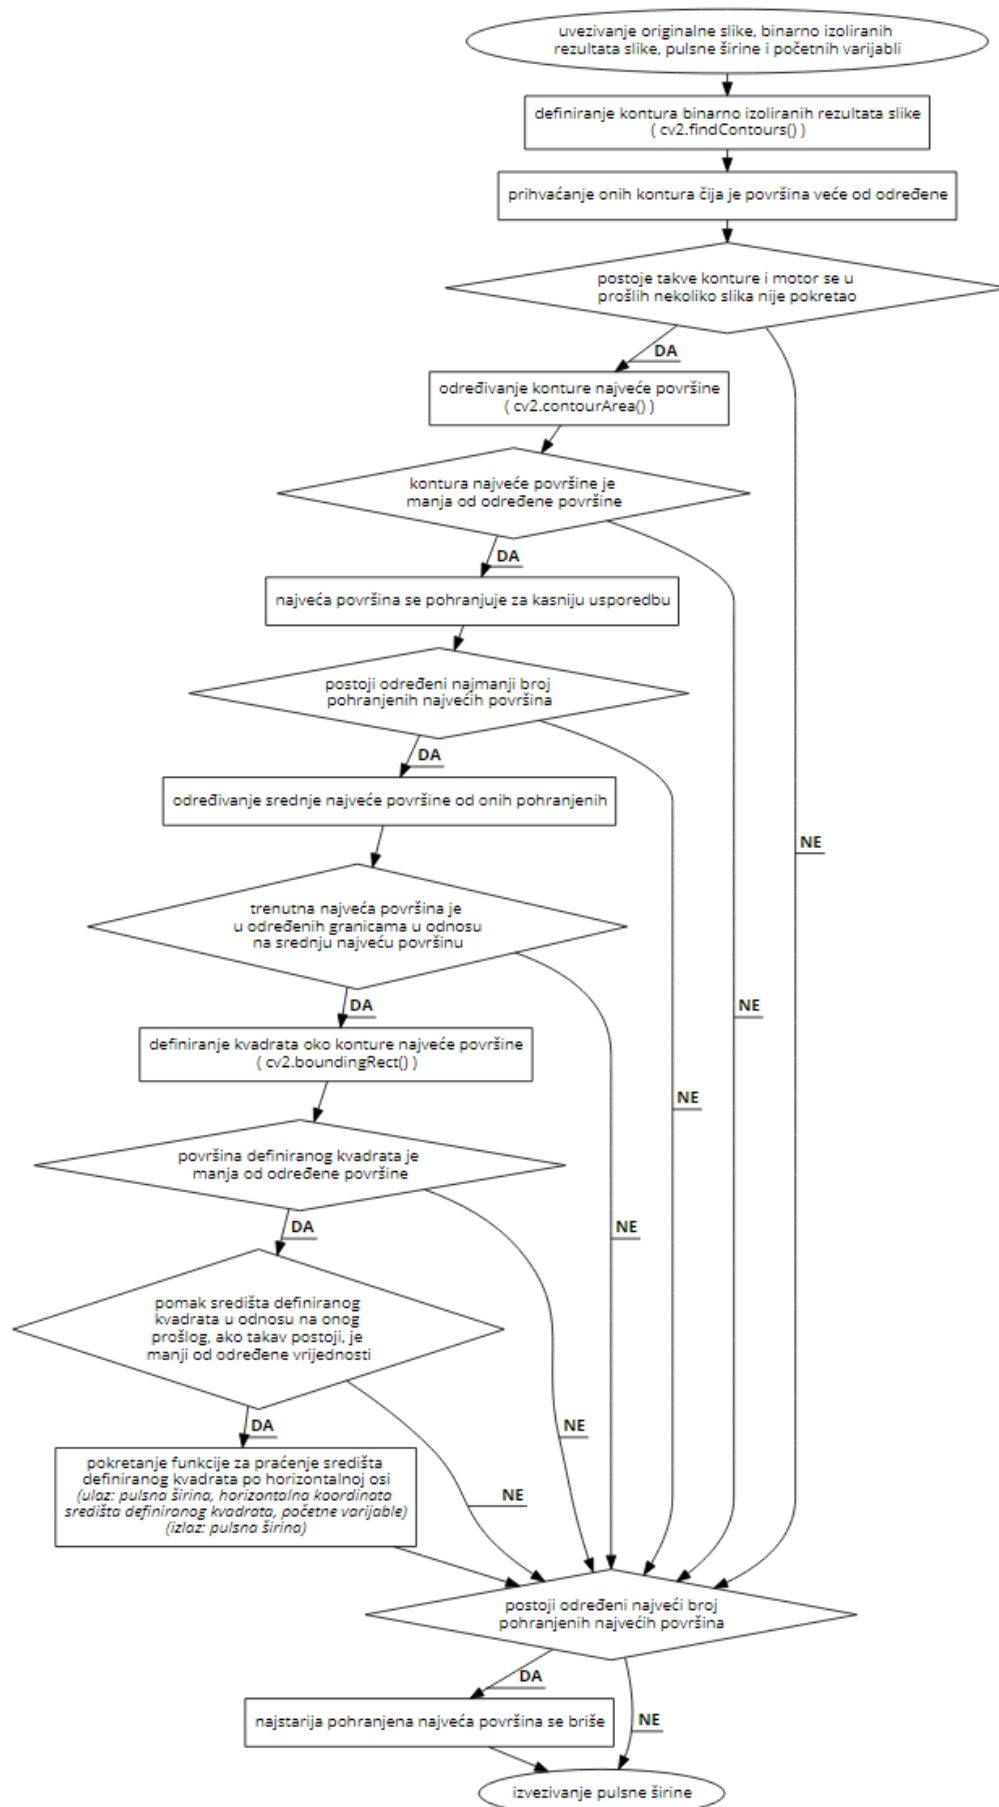 uvezivanje originalne slike, binarno izoliranih
rezultata slike, pulsne širine i početnih varijabli
definiranje kontura binarno izoliranih rezultata slike
( cv2.findContours() )
prihvaćanje onih kontura čija je površina veće od određene
postoje takve konture i motor se u
prošlih nekoliko slika nije pokretao
DA
određivanje konture najveće površine
( cv2.contourArea() )
kontura najveće površine je
manja od određene površine
DA
najveća površina se pohranjuje za kasniju usporedbu
postoji određeni najmanji broj
pohranjenih najvećih površina
DA
određivanje srednje najveće površine od onih pohranjenih
NE
trenutna najveća površina je
u određenih granicama u odnosu
na srednju najveću površinu
DA
NE
definiranje kvadrata oko konture najveće površine
( cv2.boundingRect() )
NE
površina definiranog kvadrata je
manja od određene površine
DA
NE
pomak središta definiranog
kvadrata u odnosu na onog
prošlog, ako takav postoji, je
manji od određene vrijednosti
DA
NE
pokretanje funkcije za praćenje središta
definiranog kvadrata po horizontalnoj osi
(ulaz: pulsna širina, horizontalna koordinata
središta definiranog kvadrata, početne varijable)
(izlaz: pulsna širina)
NE
postoji određeni najveći broj
pohranjenih najvećih površina
DA
najstarija pohranjena najveća površina se briše
NE
izvezivanje pulsne širine